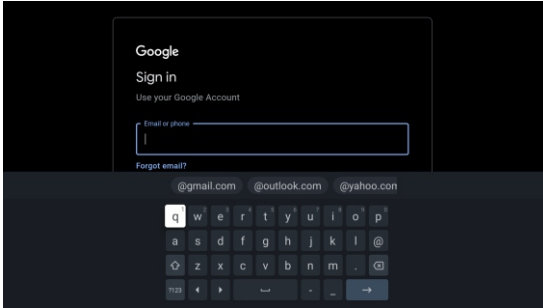 Google
Sign in
Use your Google Account
Email or phone
Forgot email?
@gmail.com @outlook.com @yahoo.com
q w e r t y u i o p
a s d f g h j k l @
z x c v b n m .
?123 - _